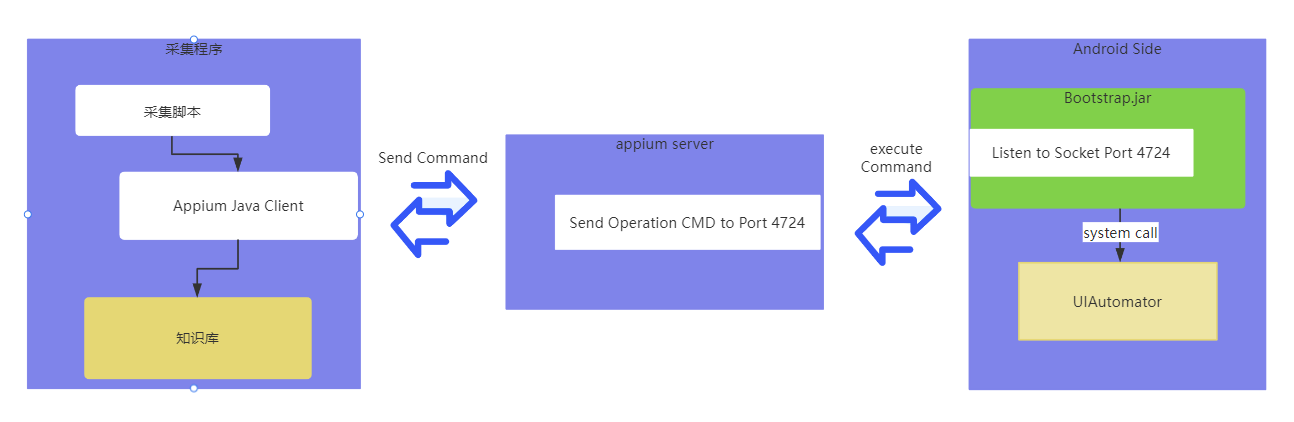 采集程序
采集脚本
Appium Java Client
知识库
Send Command
appium server
Send Operation CMD to Port 4724
execute
Command
Android Side
Bootstrap.jar
Listen to Socket Port 4724
system call
UIAutomator